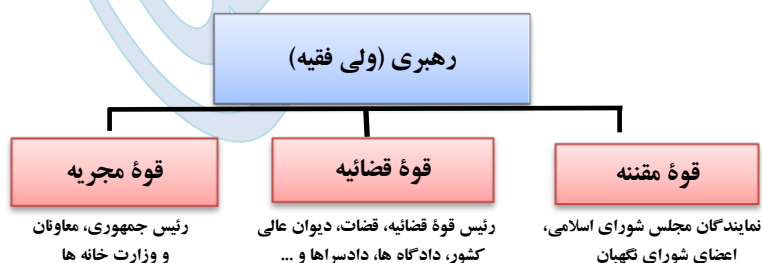 رهبری (ولی فقیه)
قوۀ مقننه
قوۀ قضائیه
قوۀ مجریه
نمایندگان مجلس شورای اسلامی،
اعضای شورای نگهبان
رئیس قوۀ قضائیه، قضات، دیوان عالی
کشور، دادگاه ها، دادسراها و ...
رئیس جمهوری، معاونان
و وزارت خانه ها